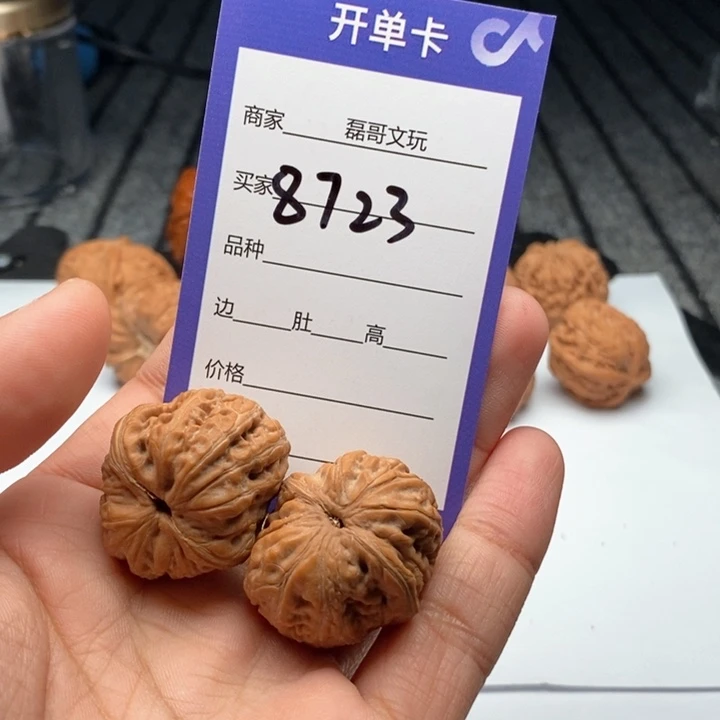 开单卡
商家 磊哥文玩
买家 8723
品种
边 肚 高
价格